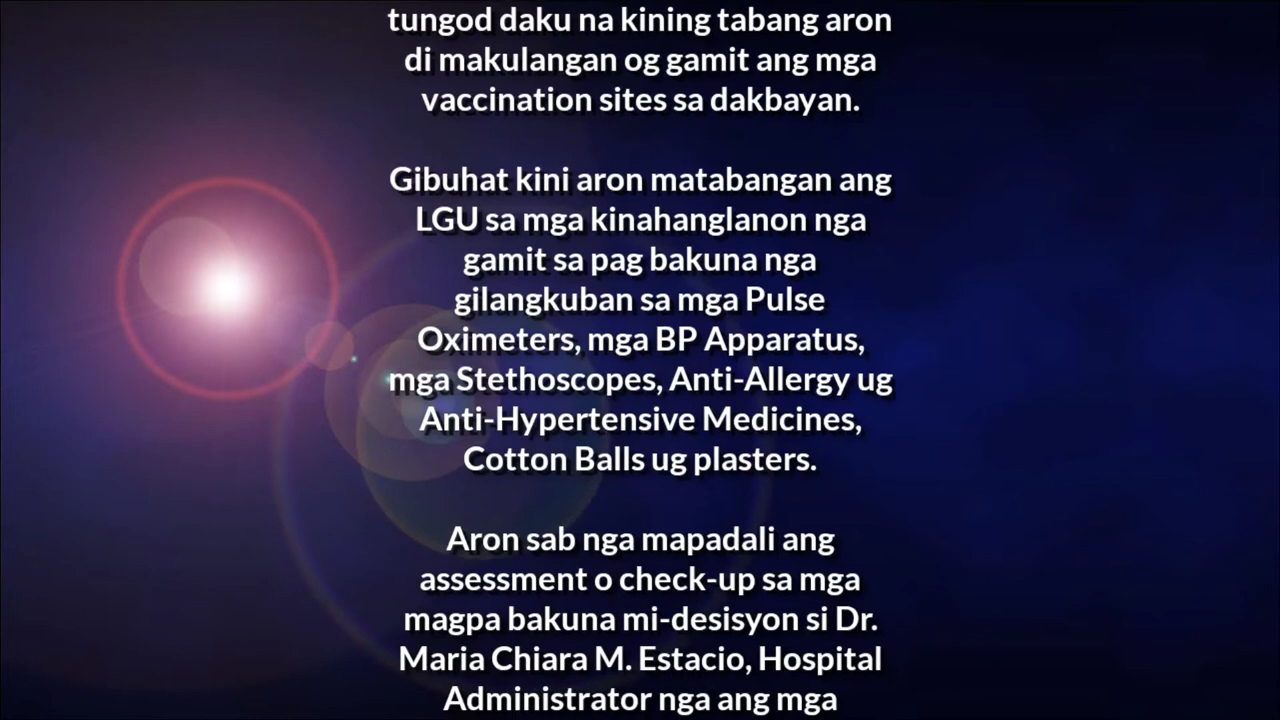 tungod daku na kining tabang aron
di makulangan og gamit ang mga
vaccination sites sa dakbayan.
Gibuhat kini aron matabangan ang
LGU sa mga kinahanglanon nga
gamit sa pag bakuna nga
gilangkuban sa mga Pulse
Oximeters, mga BP Apparatus,
mga Stethoscopes, Anti-Allergy ug
Anti-Hypertensive Medicines,
Cotton Balls ug plasters.
Aron sab nga mapadali ang
assessment o check-up sa mga
magpa bakuna mi-desisyon si Dr.
Maria Chiara M. Estacio, Hospital
Administrator nga ang mga